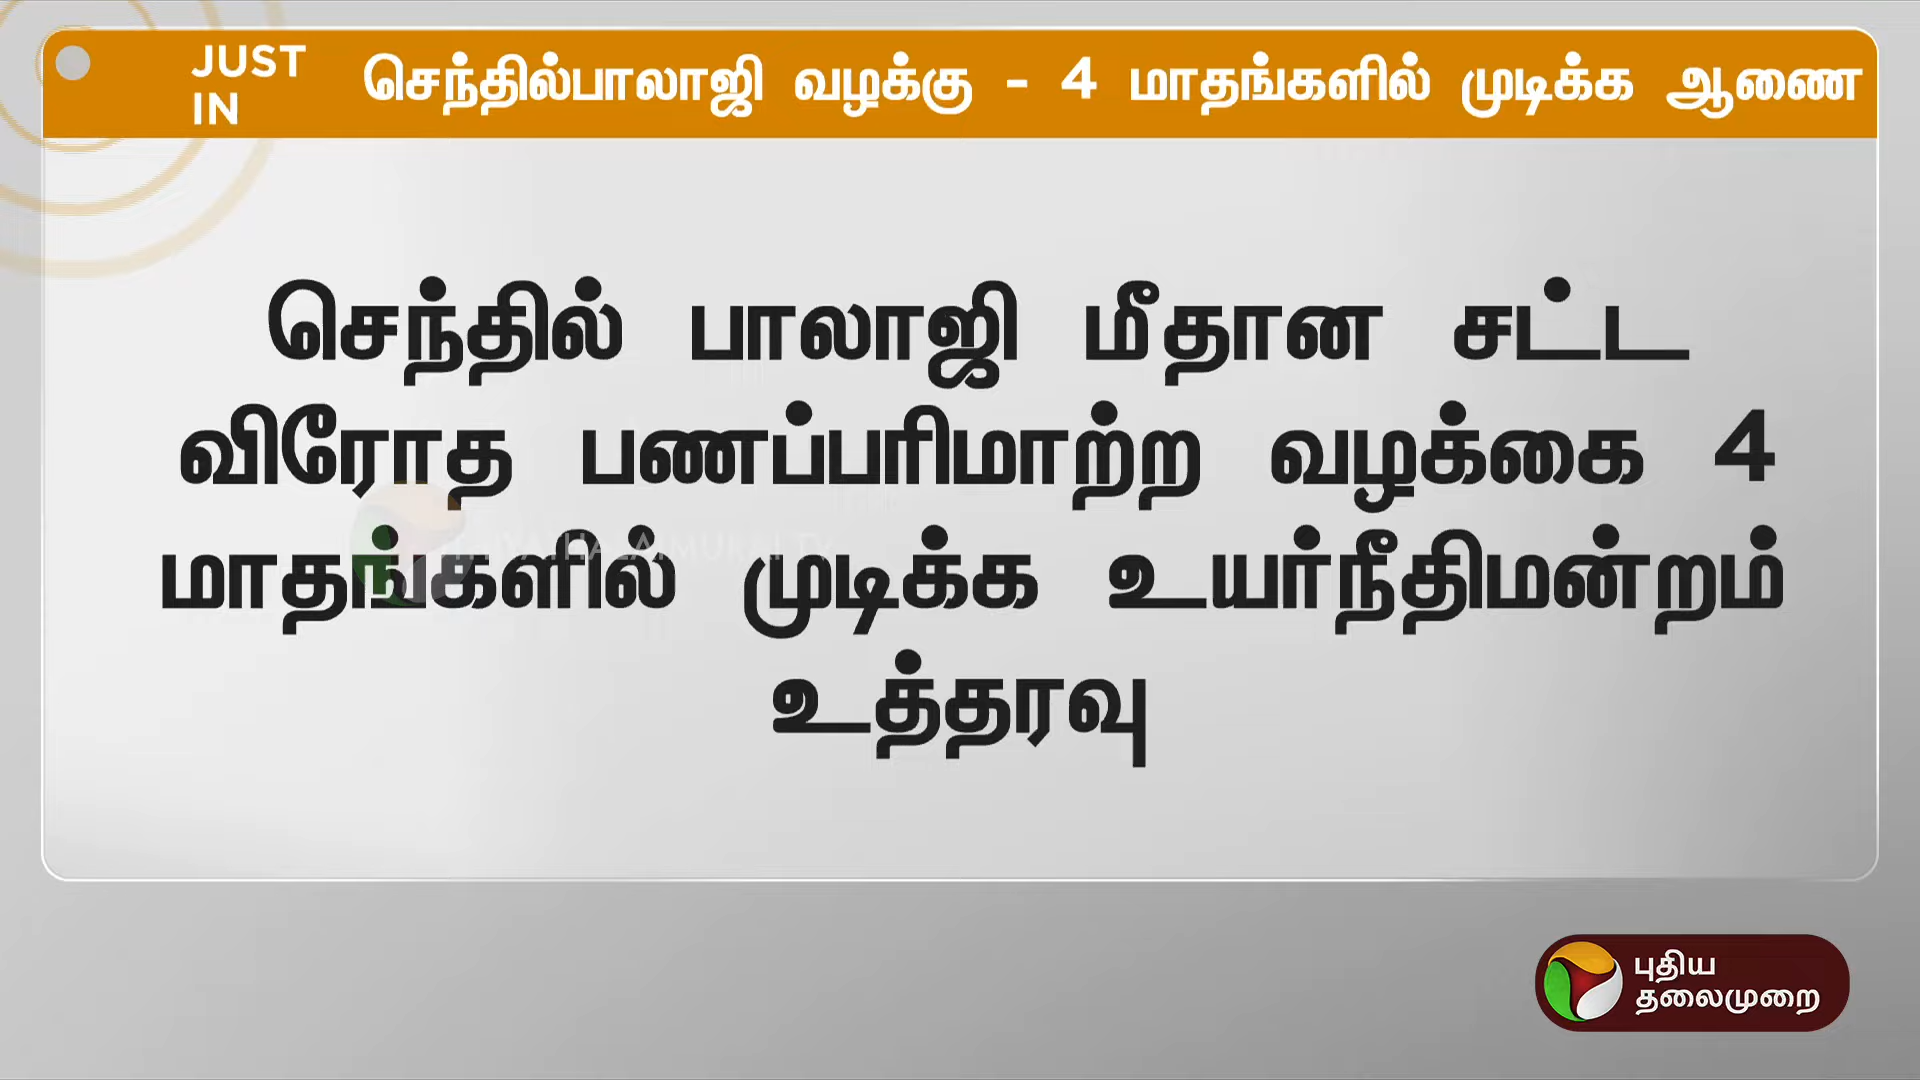 JUST
IN
செந்தில்பாலாஜி வழக்கு - 4 மாதங்களில் முடிக்க ஆணை
செந்தில் பாலாஜி மீதான சட்ட
விரோத பணப்பரிமாற்ற வழக்கை 4
மாதங்களில் முடிக்க உயர்நீதிமன்றம்
உத்தரவு
புதிய
தலைமுறை